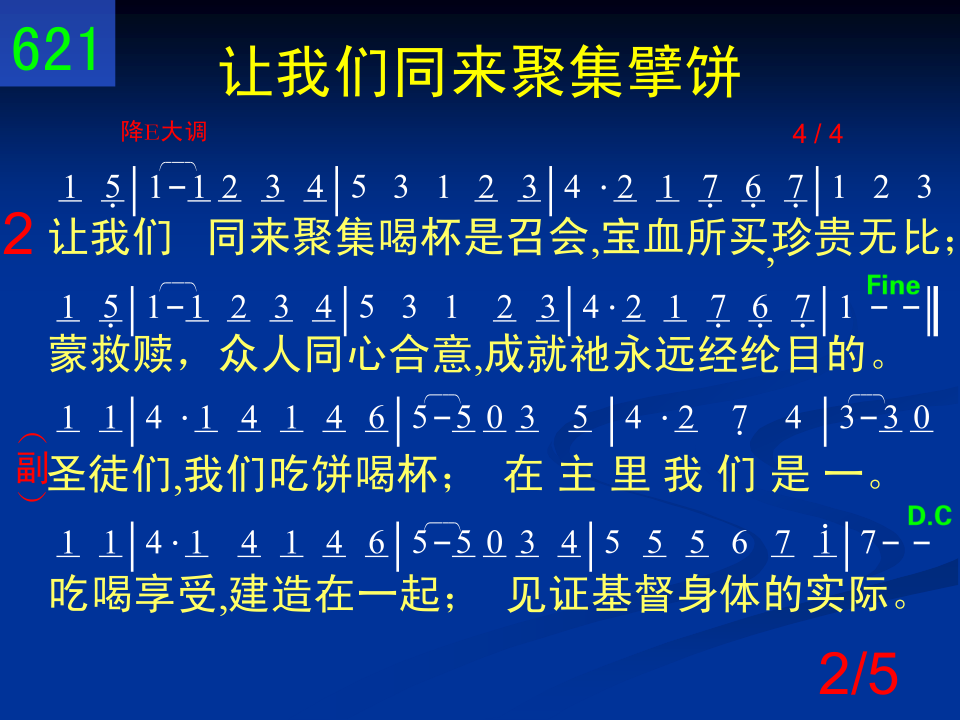 621
让我们同来聚集擘饼
降E大调 4 / 4
1 5̣ | 1 - 1 2 3 4 | 5 3 1 2 3 | 4 · 2 1 7̣ 6̣ 7̣ | 1 2 3
2 让我们 同来聚集喝杯是召会,宝血所买,珍贵无比；
1 5̣ | 1 - 1 2 3 4 | 5 3 1 2 3 | 4 · 2 1 7̣ 6̣ 7̣ | 1 - - ‖ Fine
蒙救赎，众人同心合意,成就祂永远经纶目的。
1 1 | 4 · 1 4 1 4 6 | 5 - 5 0 3 5 | 4 · 2 7̣ 4 | 3 - 3 0
（副）圣徒们,我们吃饼喝杯； 在 主 里 我 们 是 一。
1 1 | 4 · 1 4 1 4 6 | 5 - 5 0 3 4 | 5 5 5 6 7 1̇ | 7 - - D.C
吃喝享受,建造在一起； 见证基督身体的实际。
2/5